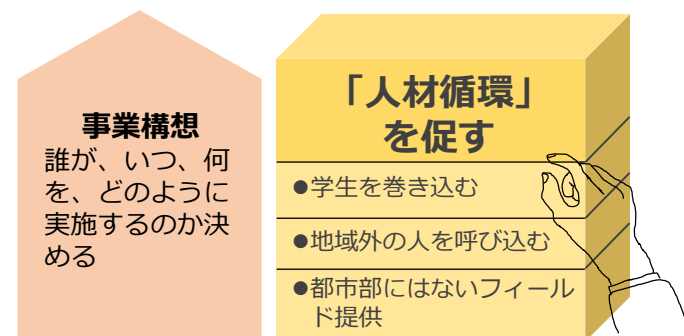 事業構想
誰が、いつ、何
を、どのように
実施するのか決
める
「人材循環」
を促す
●学生を巻き込む
●地域外の人を呼び込む
●都市部にはないフィール
ド提供